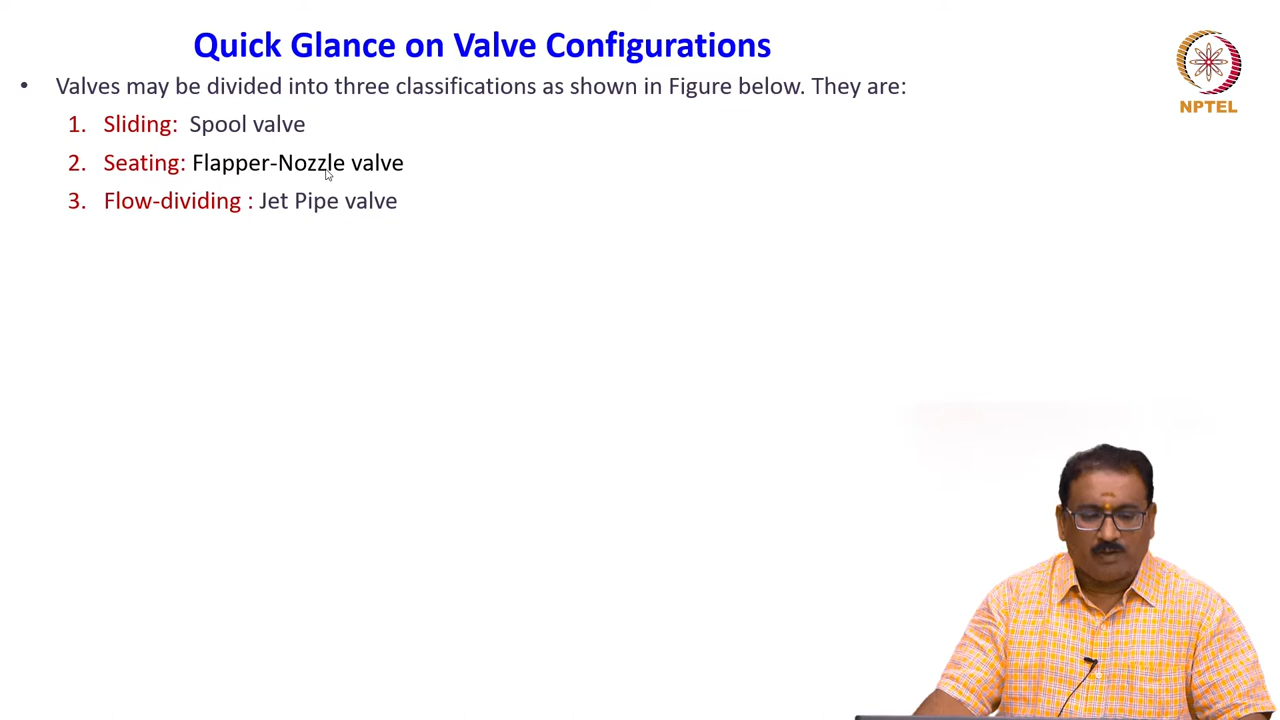 Quick Glance on Valve Configurations
• Valves may be divided into three classifications as shown in Figure below. They are:
1. Sliding: Spool valve
2. Seating: Flapper-Nozzle valve
3. Flow-dividing : Jet Pipe valve
NPTEL